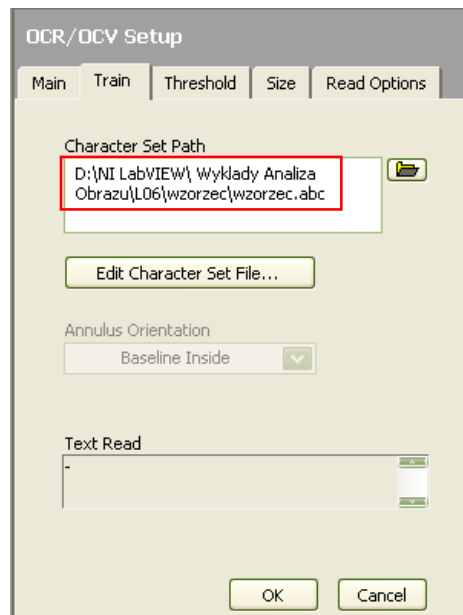 OCR/OCV Setup
Main Train Threshold Size Read Options
Character Set Path
D:\NI LabVIEW\ Wyklady Analiza
Obrazu\L06\wzorzec\wzorzec.abc
Edit Character Set File...
Annulus Orientation
Baseline Inside
Text Read
-
OK Cancel